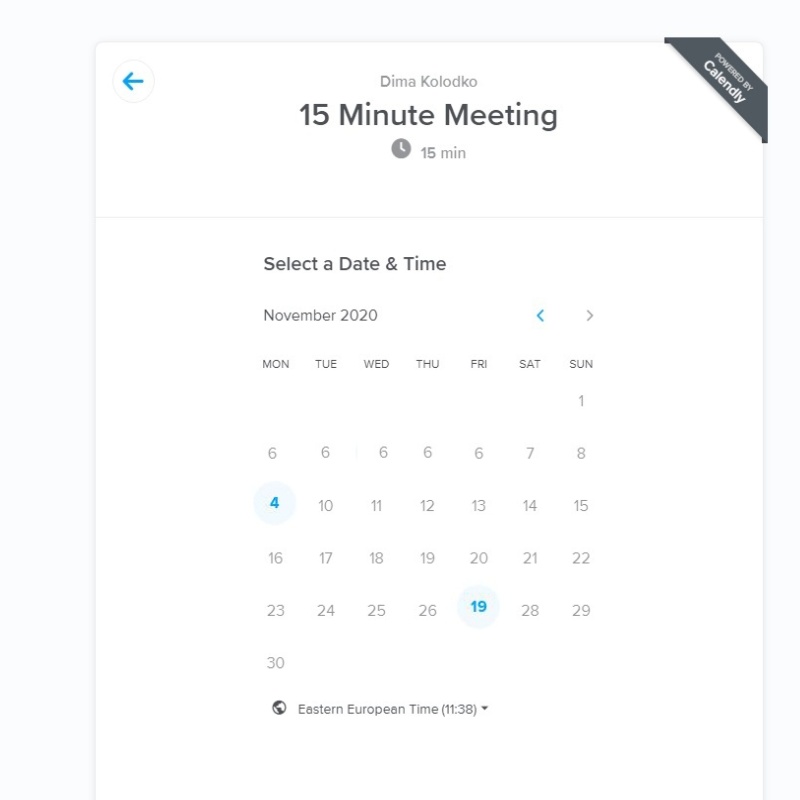 POWERED BY
Calendly
Dima Kolodko
15 Minute Meeting
15 min
Select a Date & Time
November 2020
MON TUE WED THU FRI SAT SUN
1
6 6 6 6 6 7 8
4 10 11 12 13 14 15
16 17 18 19 20 21 22
23 24 25 26 19 28 29
30
Eastern European Time (11:38)